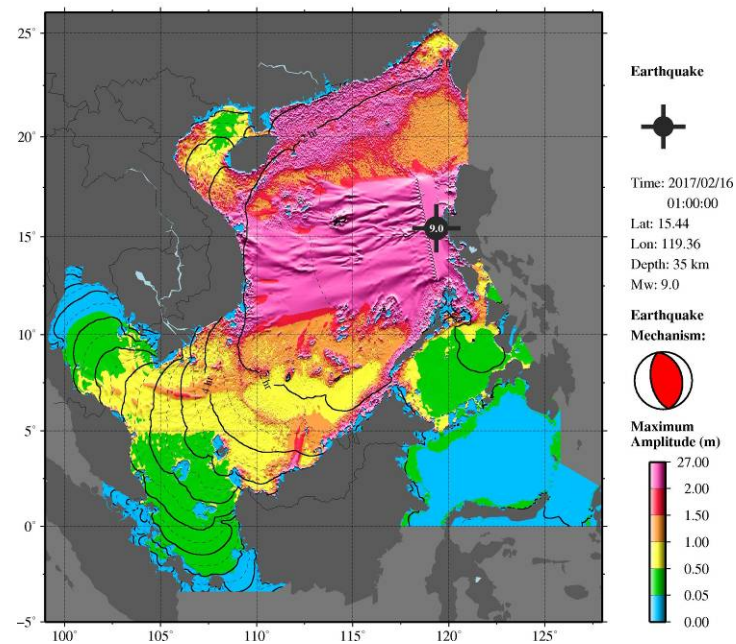 Earthquake
Time: 2017/02/16
01:00:00
Lat: 15.44
Lon: 119.36
Depth: 35 km
Mw: 9.0
Earthquake
Mechanism:
Maximum
Amplitude (m)
27.00
2.00
1.50
1.00
0.50
0.05
0.00
9.0
25°
20°
15°
10°
5°
0°
−5°
100°
105°
110°
115°
120°
125°